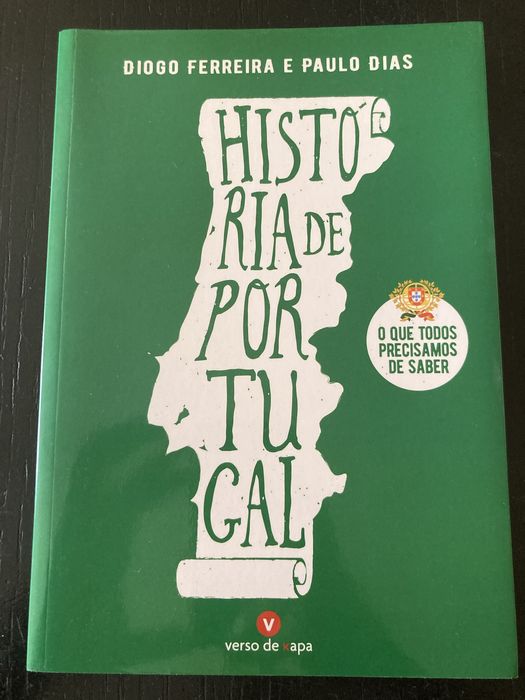 DIOGO FERREIRA E PAULO DIAS
HISTÓ
RIA DE
POR
TU
GAL
O QUE TODOS
PRECISAMOS
DE SABER
V
verso de kapa